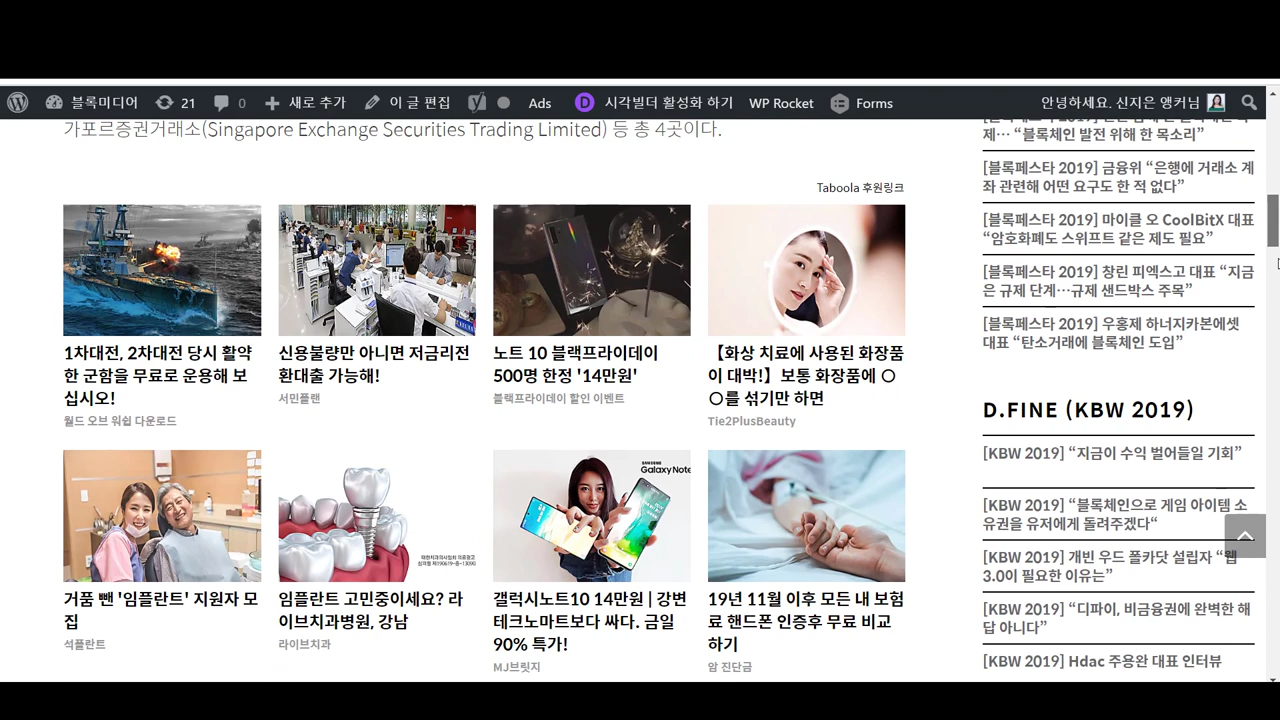 블록미디어 21 0 새로 추가 이 글 편집 Ads 시각빌더 활성화 하기 WP Rocket Forms 안녕하세요. 신지은 앵커님
가포르증권거래소(Singapore Exchange Securities Trading Limited) 등 총 4곳이다.
Taboola 후원링크
1차대전, 2차대전 당시 활약
한 군함을 무료로 운용해 보
십시오!
월드 오브 워쉽 다운로드
신용불량만 아니면 저금리전
환대출 가능해!
서민플랜
노트 10 블랙프라이데이
500명 한정 '14만원'
블랙프라이데이 할인 이벤트
【화상 치료에 사용된 화장품
이 대박!】보통 화장품에 〇
〇를 섞기만 하면
Tie2PlusBeauty
거품 뺀 '임플란트' 지원자 모
집
석플란트
대한치과의사협회 의료광고
임플란트 고민중이세요? 라
이브치과병원, 강남
라이브치과
SAMSUNG
Galaxy Note
갤럭시노트10 14만원 | 강변
테크노마트보다 싸다. 금일
90% 특가!
MJ브릿지
19년 11월 이후 모든 내 보험
료 핸드폰 인증후 무료 비교
하기
암 진단금
제… “블록체인 발전 위해 한 목소리”
[블록페스타 2019] 금융위 “은행에 거래소 계
좌 관련해 어떤 요구도 한 적 없다”
[블록페스타 2019] 마이클 오 CoolBitX 대표
“암호화폐도 스위프트 같은 제도 필요”
[블록페스타 2019] 창린 피엑스고 대표 “지금
은 규제 단계…규제 샌드박스 주목”
[블록페스타 2019] 우홍제 하너지카본에셋
대표 “탄소거래에 블록체인 도입”
D.FINE (KBW 2019)
[KBW 2019] “지금이 수익 벌어들일 기회”
[KBW 2019] “블록체인으로 게임 아이템 소
유권을 유저에게 돌려주겠다“
[KBW 2019] 개빈 우드 폴카닷 설립자 “웹
3.0이 필요한 이유는”
[KBW 2019] “디파이, 비금융권에 완벽한 해
답 아니다”
[KBW 2019] Hdac 주용완 대표 인터뷰